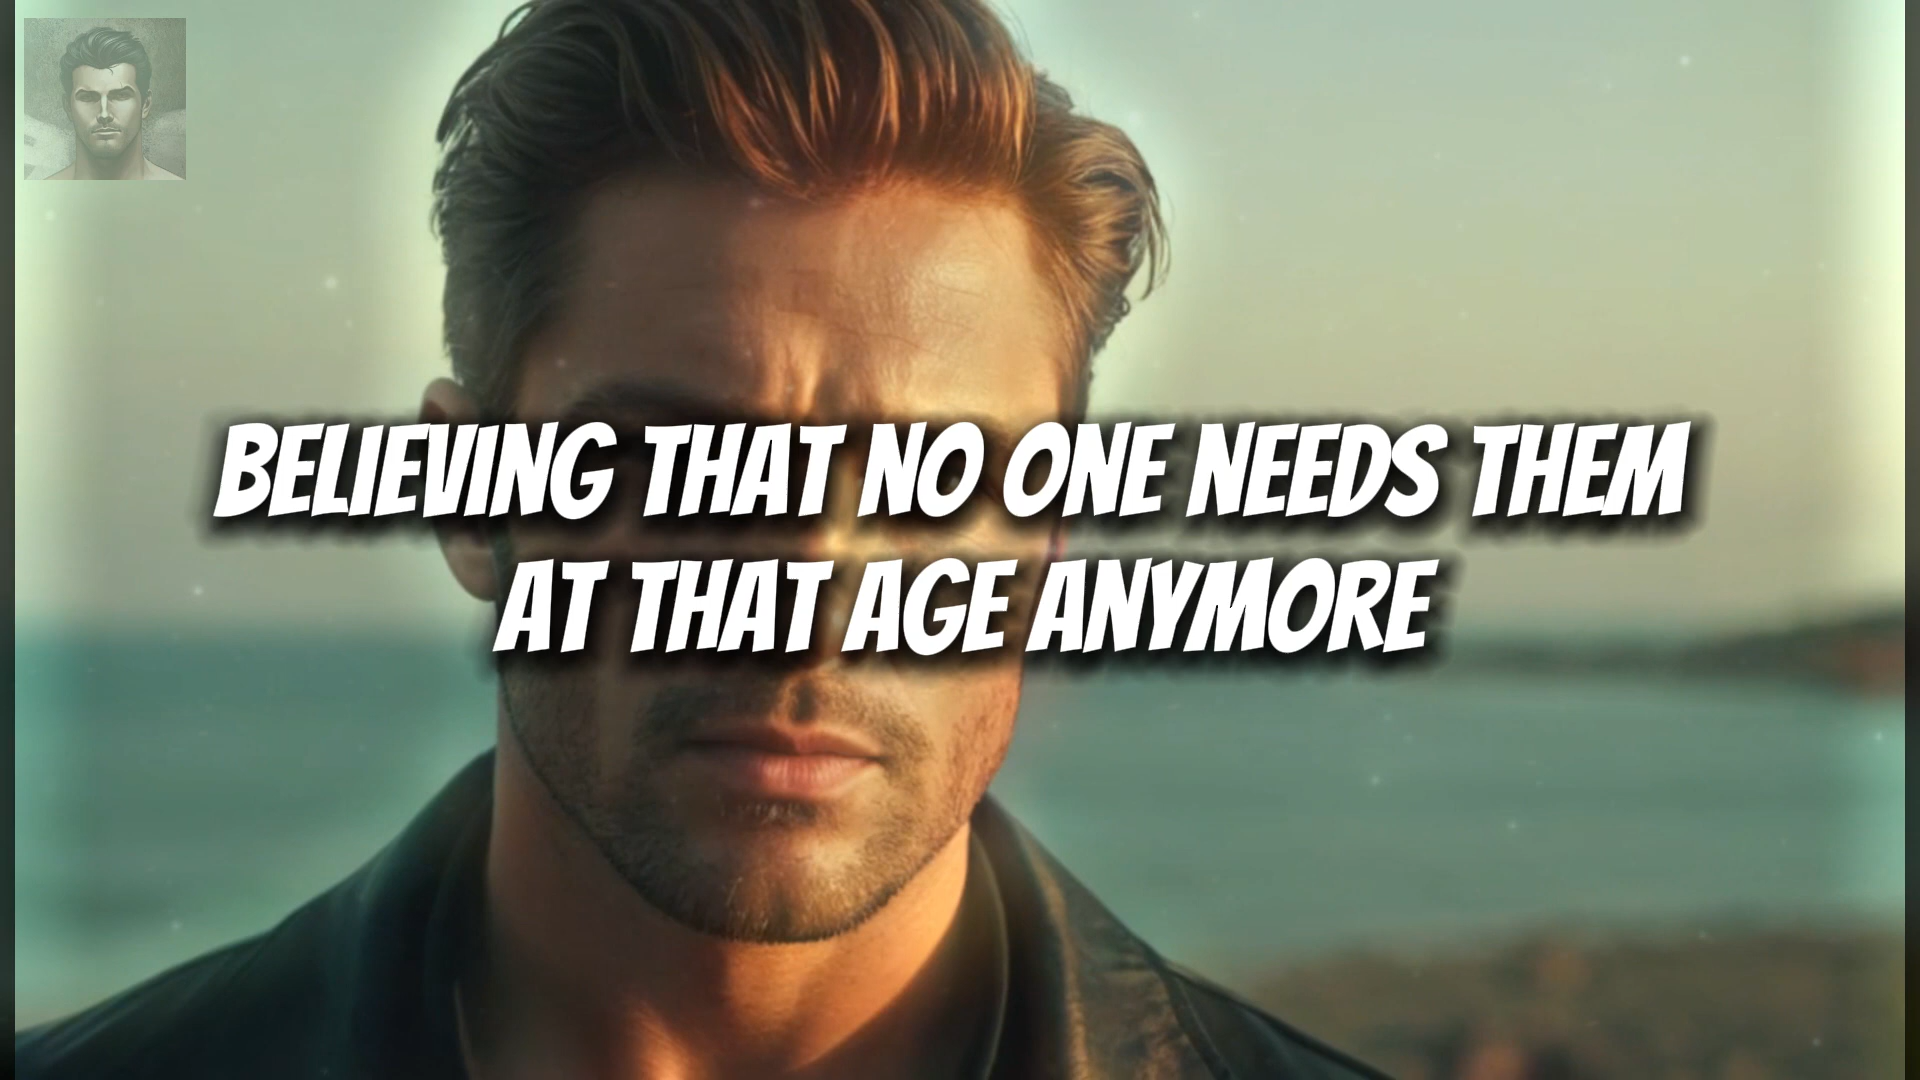 BELIEVING THAT NO ONE NEEDS THEM
AT THAT AGE ANYMORE